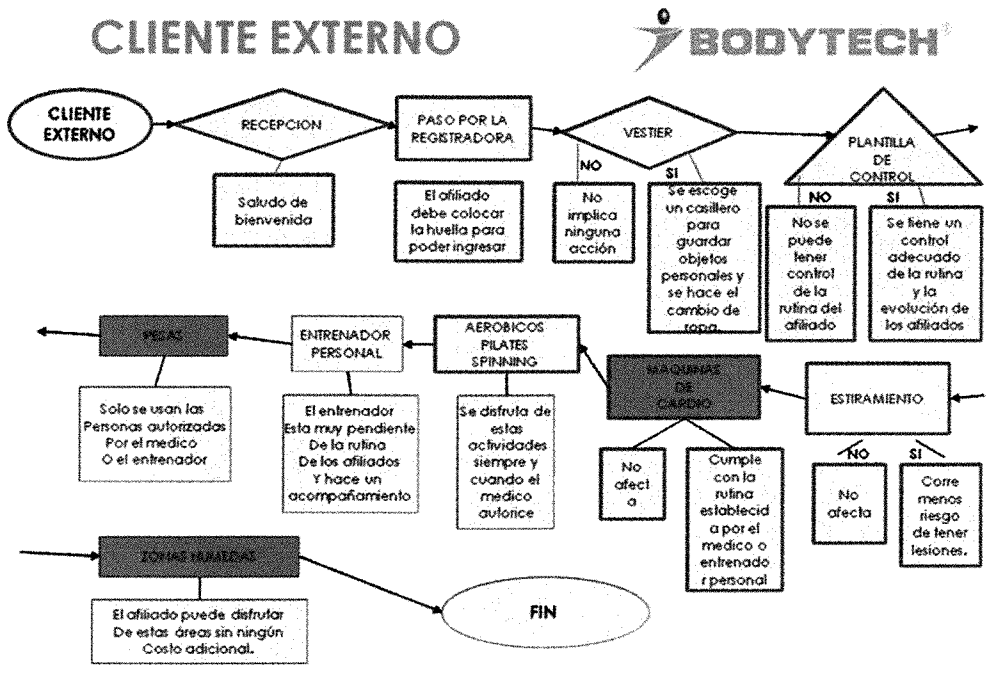 CLIENTE EXTERNO
BODYTECH
CLIENTE
EXTERNO
RECEPCION
PASO POR LA
REGISTRADORA
VESTIER
PLANTILLA
DE
CONTROL
NO
SI
NO
SI
Saludo de
bienvenida
El afiliado
debe colocar
la huella para
poder ingresar
No
implica
ninguna
acción
Se escoge
un casillero
para
guardar
objetos
personales y
se hace el
cambio de
ropa.
No se
puede
tener
control
de la
rutina del
afiliado
Se tiene un
control
adecuado
de la rutina
y la
evolución de
los afiliados
PESAS
ENTRENADOR
PERSONAL
AEROBICOS
PILATES
SPINNING
MAQUINAS
DE
CARDIO
ESTIRAMIENTO
Solo se usan las
Personas autorizadas
Por el medico
O el entrenador
El entrenador
Esta muy pendiente
De la rutina
De los afiliados
Y hace un
acompañamiento
Se disfruta de
estas
actividades
siempre y
cuando el
medico
autorice
No
afect
a
Cumple
con la
rutina
establecid
a por el
medico o
entrenado
r personal
NO
SI
No
afecta
Corre
menos
riesgo
de tener
lesiones.
ZONAS HUMEDAS
El afiliado puede disfrutar
De estas áreas sin ningún
Costo adicional.
FIN